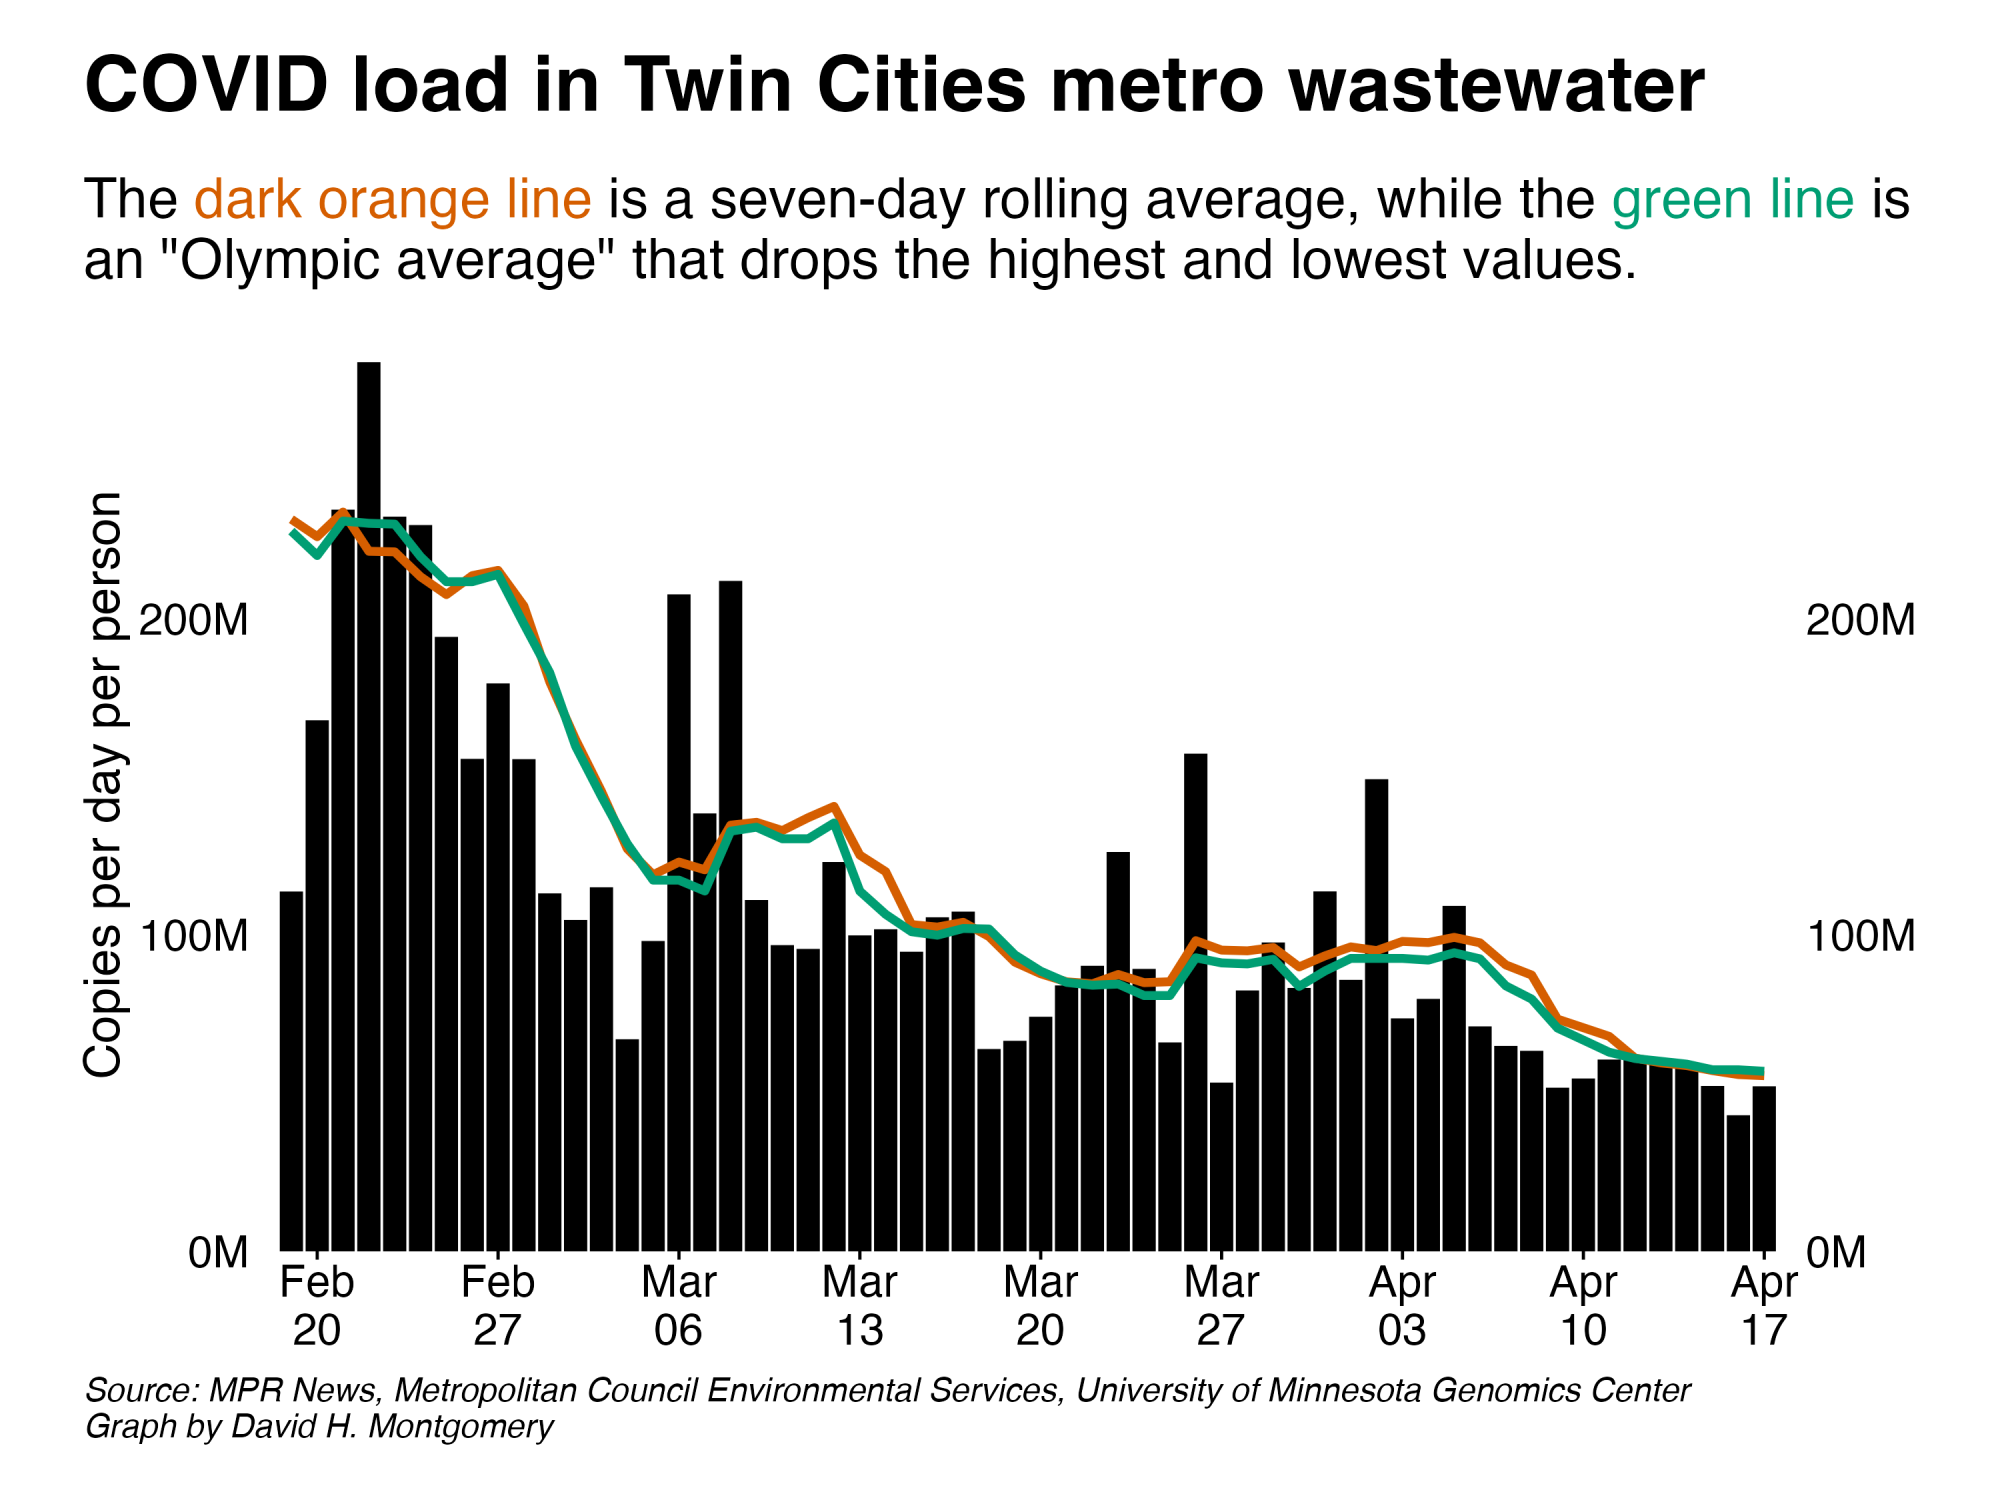 COVID load in Twin Cities metro wastewater
The dark orange line is a seven-day rolling average, while the green line is
an "Olympic average" that drops the highest and lowest values.
Copies per day per person
200M
100M
0M
200M
100M
0M
Feb Feb Mar Mar Mar Mar Apr Apr Apr
20 27 06 13 20 27 03 10 17
Source: MPR News, Metropolitan Council Environmental Services, University of Minnesota Genomics Center
Graph by David H. Montgomery